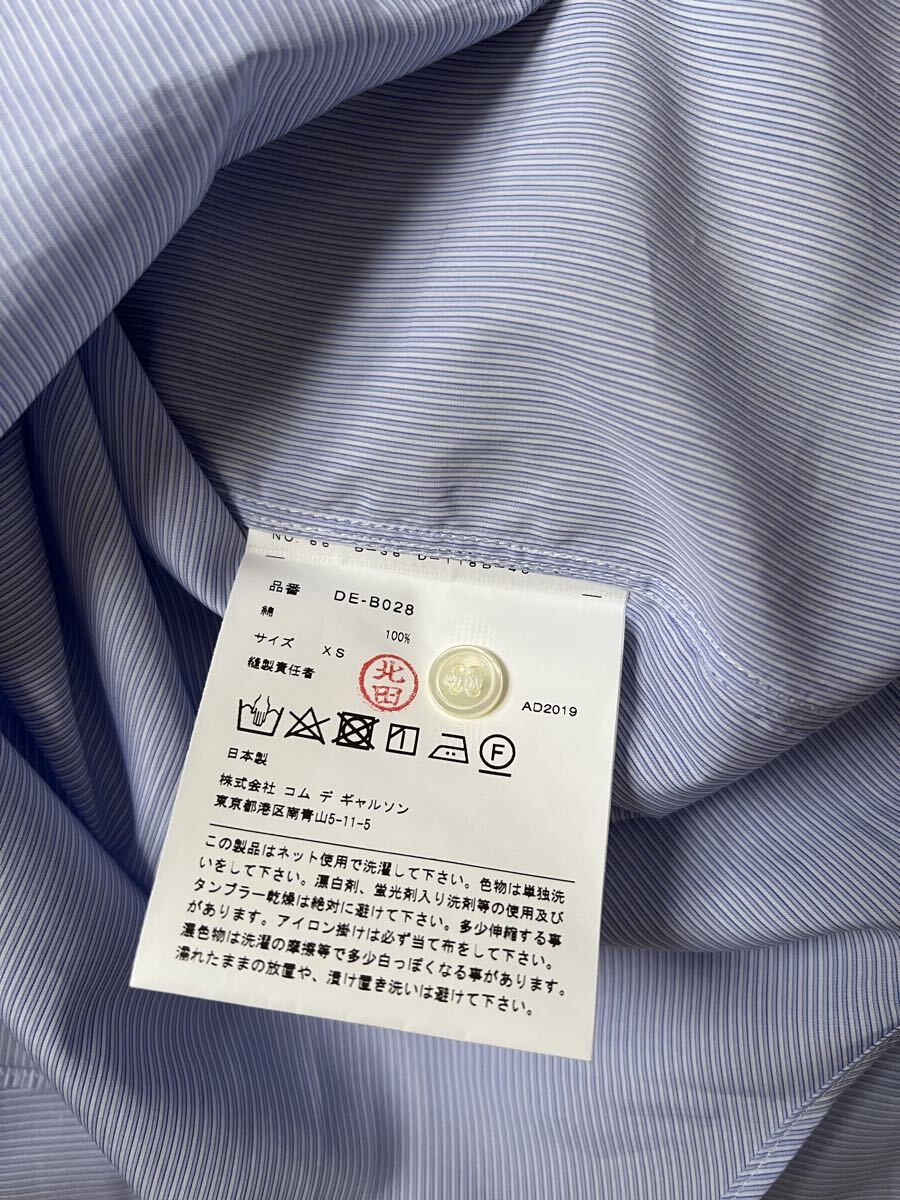 品番 DE-B028
綿 100%
サイズ XS
縫製責任者
北田
AD2019
F
日本製
株式会社 コム デ ギャルソン
東京都港区南青山5-11-5
この製品はネット使用で洗濯して下さい。色物は単独洗
いをして下さい。漂白剤、蛍光剤入り洗剤等の使用及び
タンブラー乾燥は絶対に避けて下さい。多少伸縮する事
があります。アイロン掛けは必ず当て布をして下さい。
濃色物は洗濯の摩擦等で多少白っぽくなる事があります。
濡れたままの放置や、漬け置き洗いは避けて下さい。